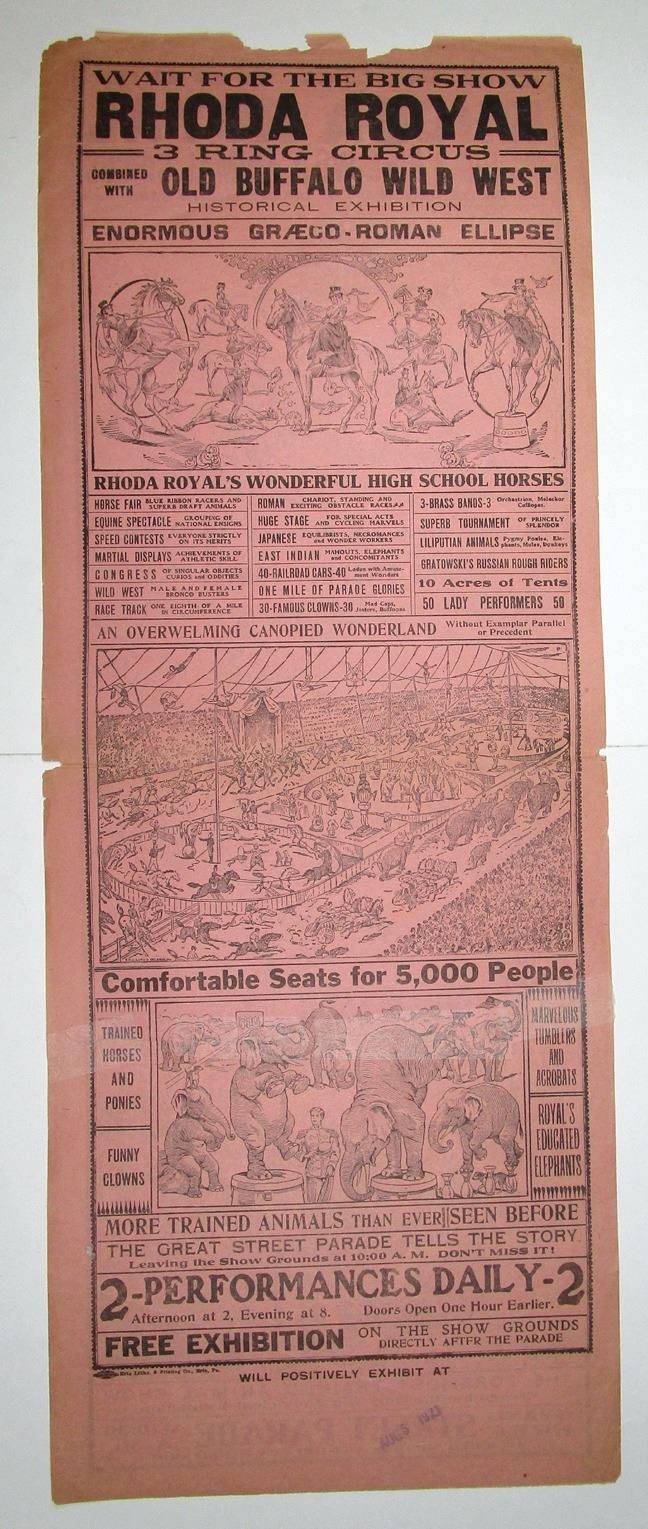 WAIT FOR THE BIG SHOW
RHODA ROYAL
3 RING CIRCUS
COMBINED WITH OLD BUFFALO WILD WEST
HISTORICAL EXHIBITION
ENORMOUS GRÆCO-ROMAN ELLIPSE
RHODA ROYAL'S WONDERFUL HIGH SCHOOL HORSES
HORSE FAIR BLUE RIBBON RACERS AND SUPERB DRAFT ANIMALS
EQUINE SPECTACLE GROUPING OF NATIONAL ENSIGNS
SPEED CONTESTS EVERYONE STRICTLY ON ITS MERITS
MARTIAL DISPLAYS ACHIEVEMENTS OF ATHLETIC SKILL
CONGRESS OF SINGULAR OBJECTS CURIOS and ODDITIES
WILD WEST MALE AND FEMALE BRONCO BUSTERS
RACE TRACK ONE EIGHTH OF A MILE IN CIRCUMFERENCE
ROMAN CHARIOT, STANDING AND EXCITING OBSTACLE RACES
HUGE STAGE FOR SPECIAL ACTS AND CYCLING MARVELS
JAPANESE EQUILIBRISTS, NECROMANCES and WONDER WORKERS
EAST INDIAN MAHOUTS, ELEPHANTS and CONCOMITANTS
40-RAILROAD CARS-40 Laden with Amusement Wonders
ONE MILE OF PARADE GLORIES
30-FAMOUS CLOWNS-30 Mad Caps, Jesters, Buffoons
3-BRASS BANDS-3 Orchestrion, Melochor Calliopes.
SUPERB TOURNAMENT OF PRINCELY SPLENDOR
LILIPUTIAN ANIMALS Pygmy Ponies, Elephants, Mules, Donkeys
GRATOWSKI'S RUSSIAN ROUGH RIDERS
10 Acres of Tents
50 LADY PERFORMERS 50
AN OVERWELMING CANOPIED WONDERLAND Without Examplar Parallel or Precedent
Comfortable Seats for 5,000 People
TRAINED
HORSES
AND
PONIES
FUNNY
CLOWNS
MARVELOUS
TUMBLERS
AND
ACROBATS
ROYAL'S
EDUCATED
ELEPHANTS
MORE TRAINED ANIMALS THAN EVER SEEN BEFORE
THE GREAT STREET PARADE TELLS THE STORY
Leaving the Show Grounds at 10:00 A. M. DON'T MISS IT!
2-PERFORMANCES DAILY-2
Afternoon at 2, Evening at 8. Doors Open One Hour Earlier.
FREE EXHIBITION ON THE SHOW GROUNDS DIRECTLY AFTER THE PARADE
Erie Litho. & Printing Co., Erie, Pa.
WILL POSITIVELY EXHIBIT AT